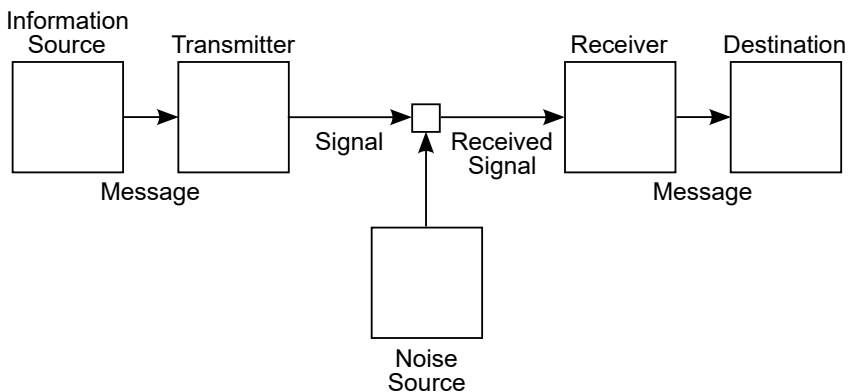 Information
Source
Transmitter
Receiver
Destination
Signal
Received
Signal
Message
Message
Noise
Source